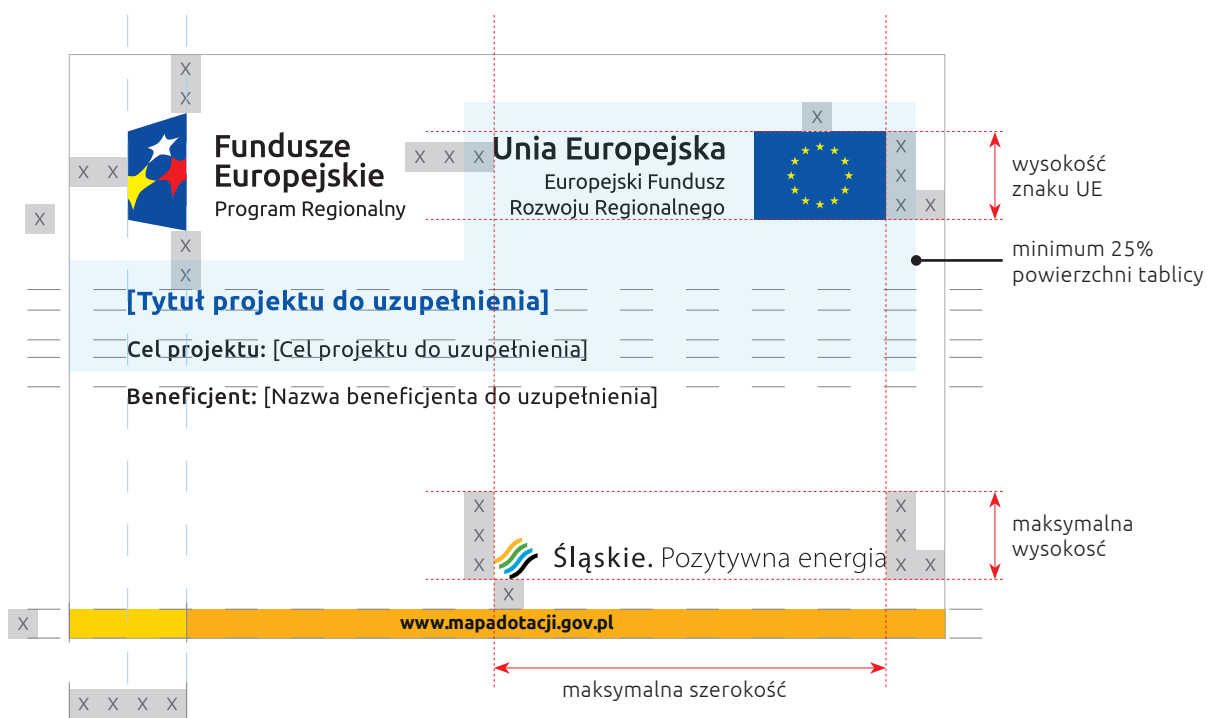 X
X
Fundusze
Europejskie
Program Regionalny
X X
X
X
X
X X X
Unia Europejska
Europejski Fundusz
Rozwoju Regionalnego
X
X
X
X X
wysokość
znaku UE
minimum 25%
powierzchni tablicy
[Tytuł projektu do uzupełnienia]
Cel projektu: [Cel projektu do uzupełnienia]
Beneficjent: [Nazwa beneficjenta do uzupełnienia]
X
X
X
X
Śląskie. Pozytywna energia
X
X
X X
maksymalna
wysokosć
X
www.mapadotacji.gov.pl
maksymalna szerokość
X X X X